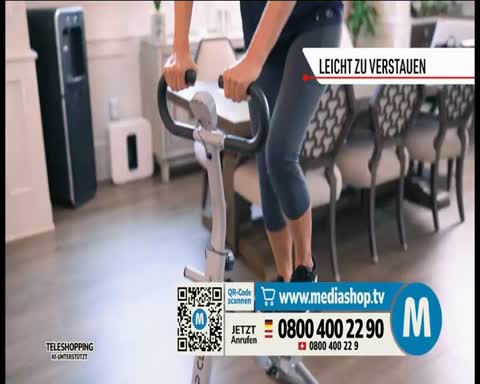 LEICHT ZU VERSTAUEN
QR-Code
scannen
www.mediashop.tv
M
JETZT
Anrufen
0800 400 22 90
0800 400 22 9
M
TELESHOPPING
KI-UNTERSTÜTZT